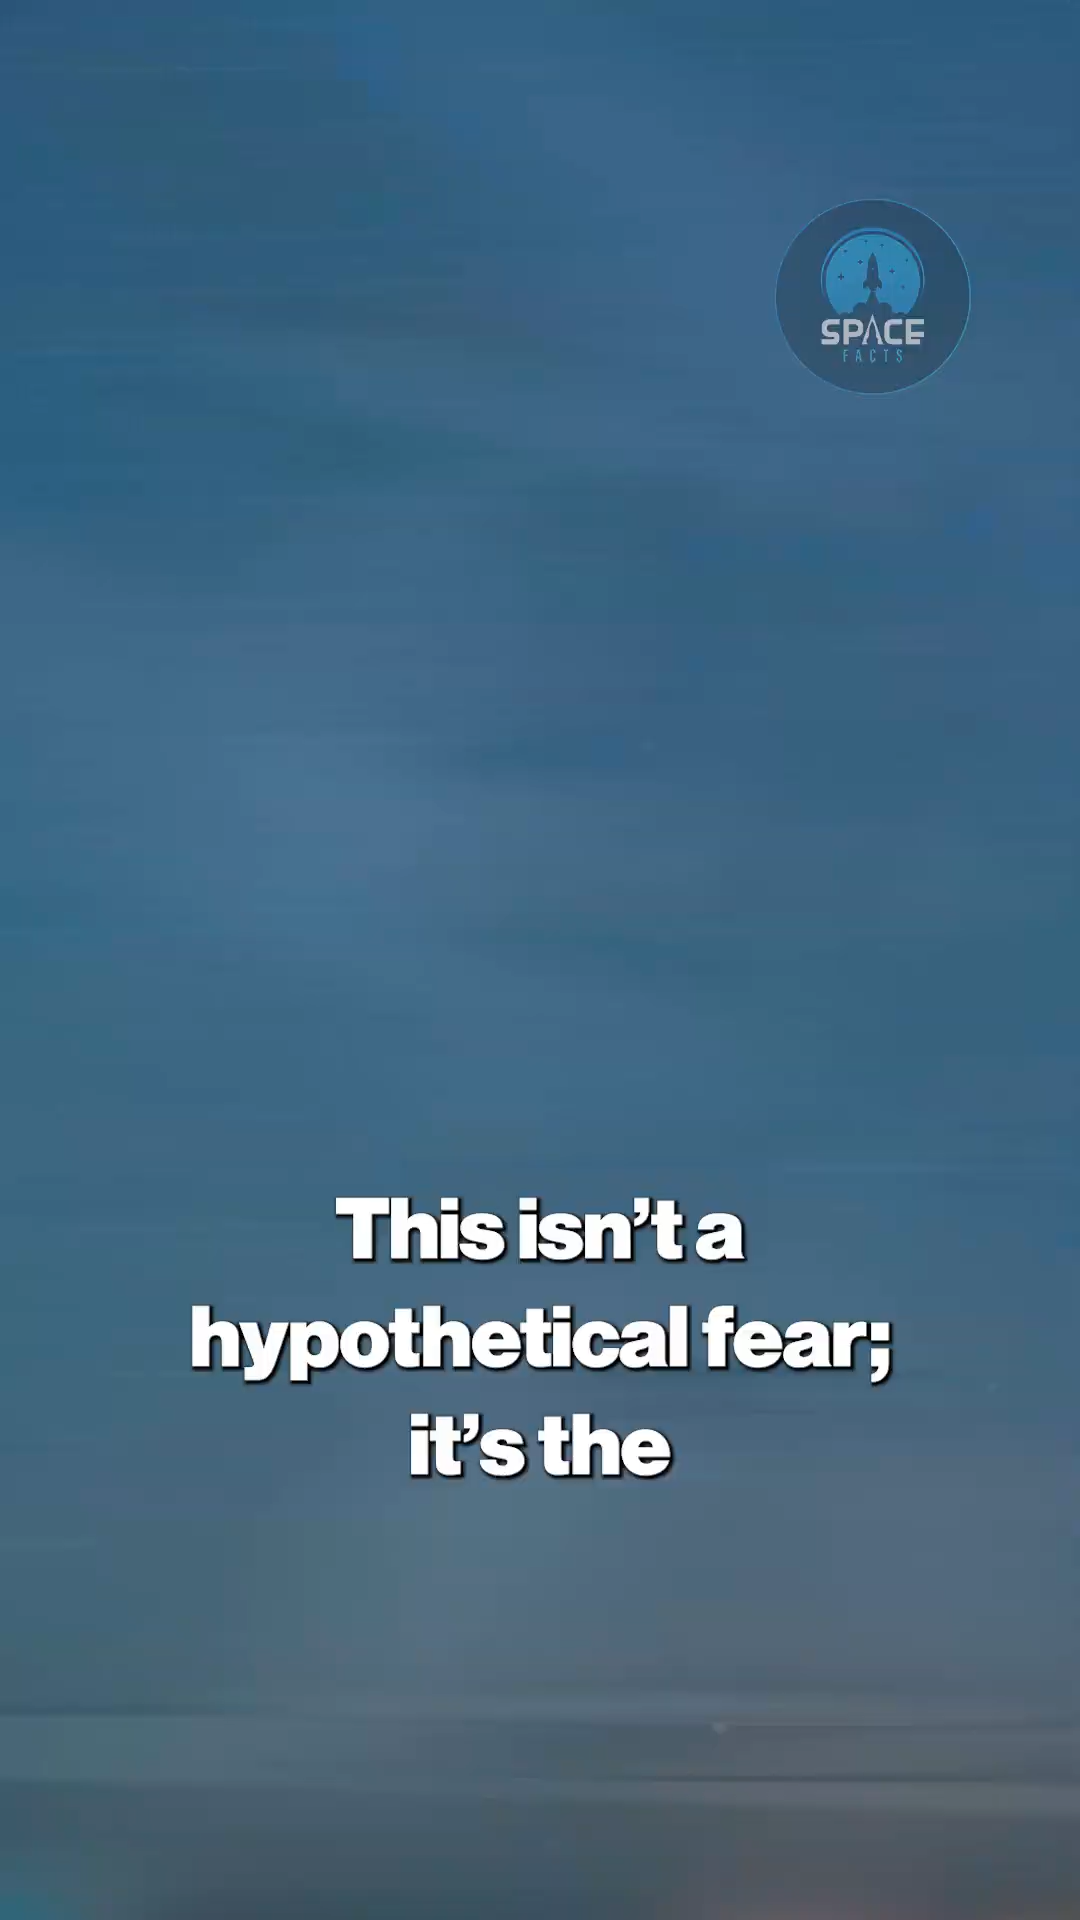 SPACE
FACTS
This isn’t a
hypothetical fear;
it’s the